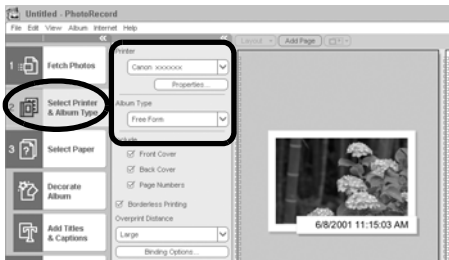 Untitled - PhotoRecord
File Edit View Album Internet Help
Layout Add Page
1 Fetch Photos
2 Select Printer
& Album Type
3 Select Paper
Decorate
Album
Add Titles
& Captions
Printer
Canon xxxxxx
Properties...
Album Type
Free Form
Include
Front Cover
Back Cover
Page Numbers
Borderless Printing
Overprint Distance
Large
Binding Options...
6/8/2001 11:15:03 AM